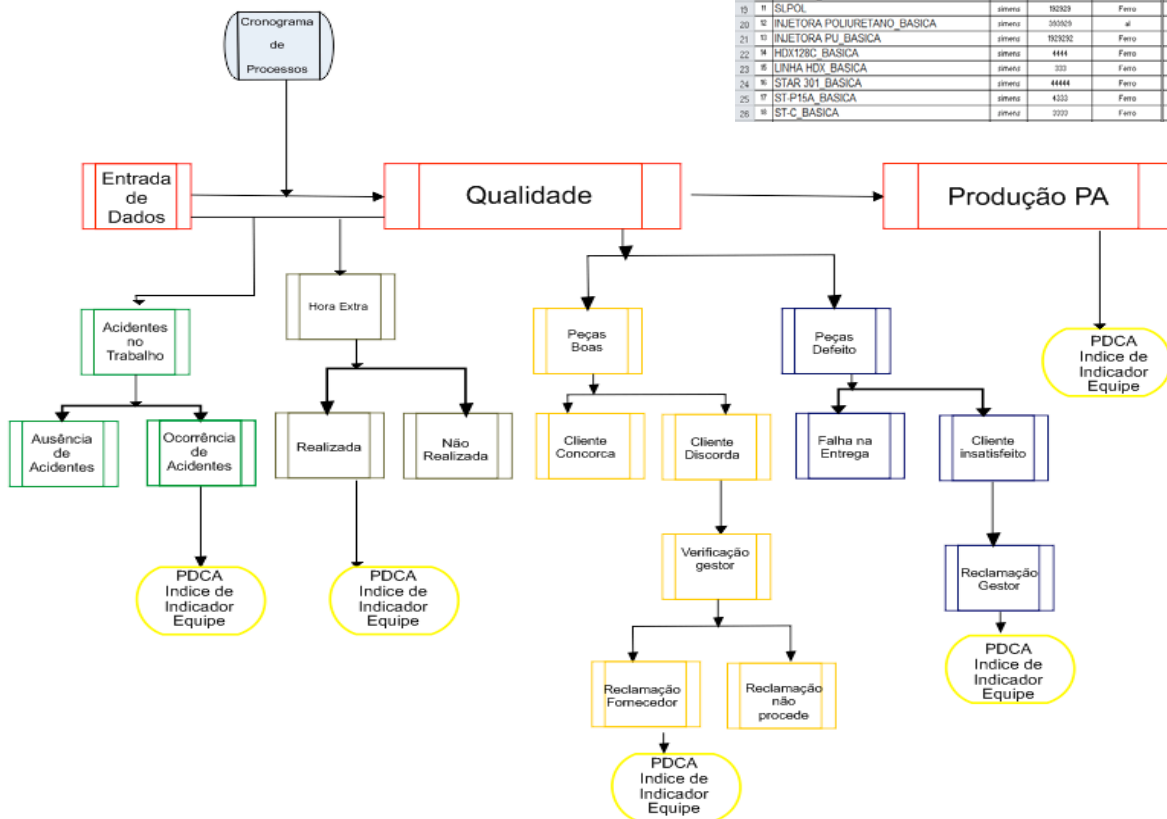 Cronograma
de
Processos
19 11 SLPOL simens 192929 Ferro
20 12 INJETORA POLIURETANO_BASICA simens 393929 al
21 13 INJETORA PU_BASICA simens 1929292 Ferro
22 14 HDX128C_BASICA simens 4444 Ferro
23 15 LINHA HDX_BASICA simens 333 Ferro
24 16 STAR 301_BASICA simens 44444 Ferro
25 17 ST-P15A_BASICA simens 4333 Ferro
26 18 ST-C_BASICA simens 3333 Ferro
Entrada
de
Dados
Qualidade
Produção PA
Acidentes
no
Trabalho
Hora Extra
Peças
Boas
Peças
Defeito
PDCA
Indice de
Indicador
Equipe
Ausência
de
Acidentes
Ocorrência
de
Acidentes
Realizada
Não
Realizada
Cliente
Concorca
Cliente
Discorda
Falha na
Entrega
Cliente
insatisfeito
PDCA
Indice de
Indicador
Equipe
PDCA
Indice de
Indicador
Equipe
Verificação
gestor
Reclamação
Gestor
Reclamação
Fornecedor
Reclamação
não
procede
PDCA
Indice de
Indicador
Equipe
PDCA
Indice de
Indicador
Equipe